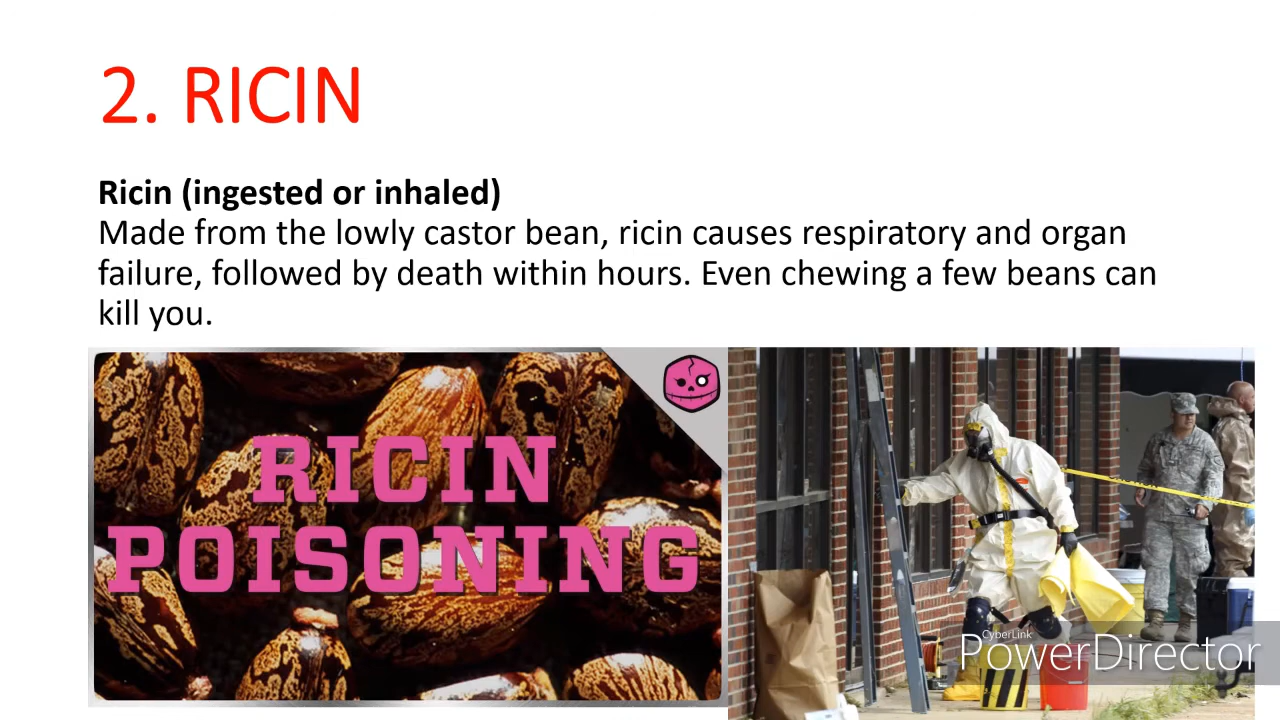 2. RICIN
Ricin (ingested or inhaled)
Made from the lowly castor bean, ricin causes respiratory and organ
failure, followed by death within hours. Even chewing a few beans can
kill you.
RICIN
POISONING
CyberLink
PowerDirector